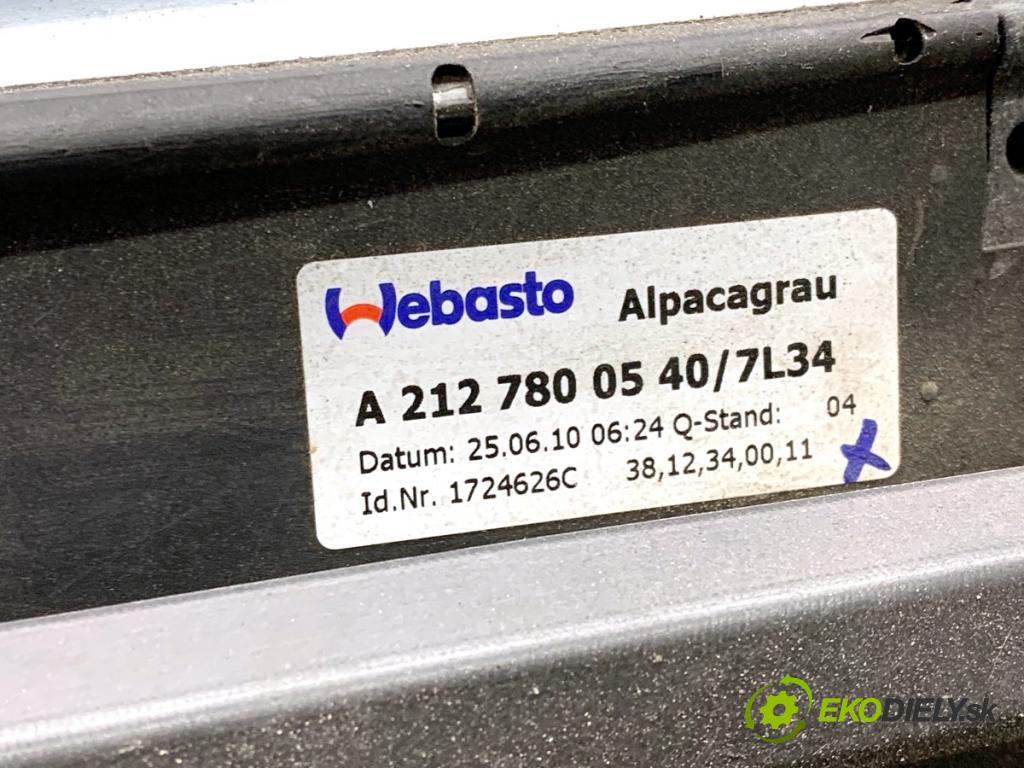 Webasto Alpacagrau
A 212 780 05 40/7L34
Datum: 25.06.10 06:24 Q-Stand: 04
Id.Nr. 1724626C 38,12,34,00,11
EKODIELY.sk